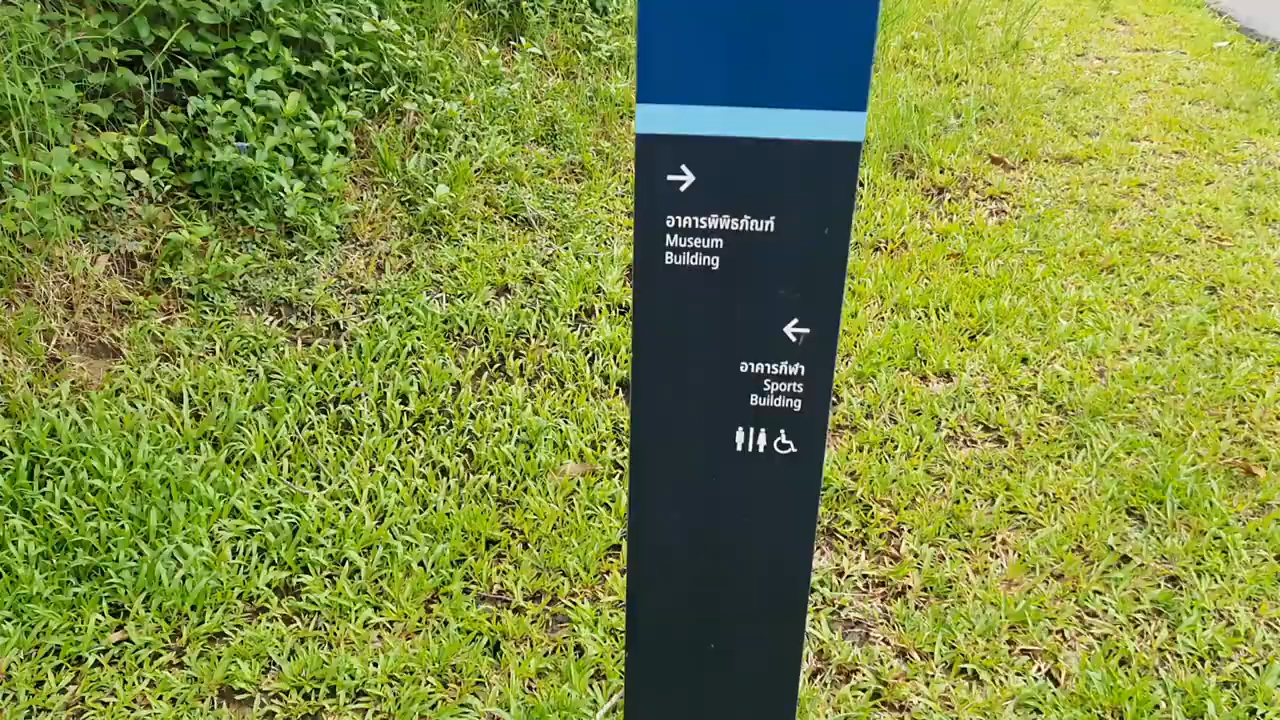 อาคารพิพิธภัณฑ์
Museum
Building
อาคารกีฬา
Sports
Building